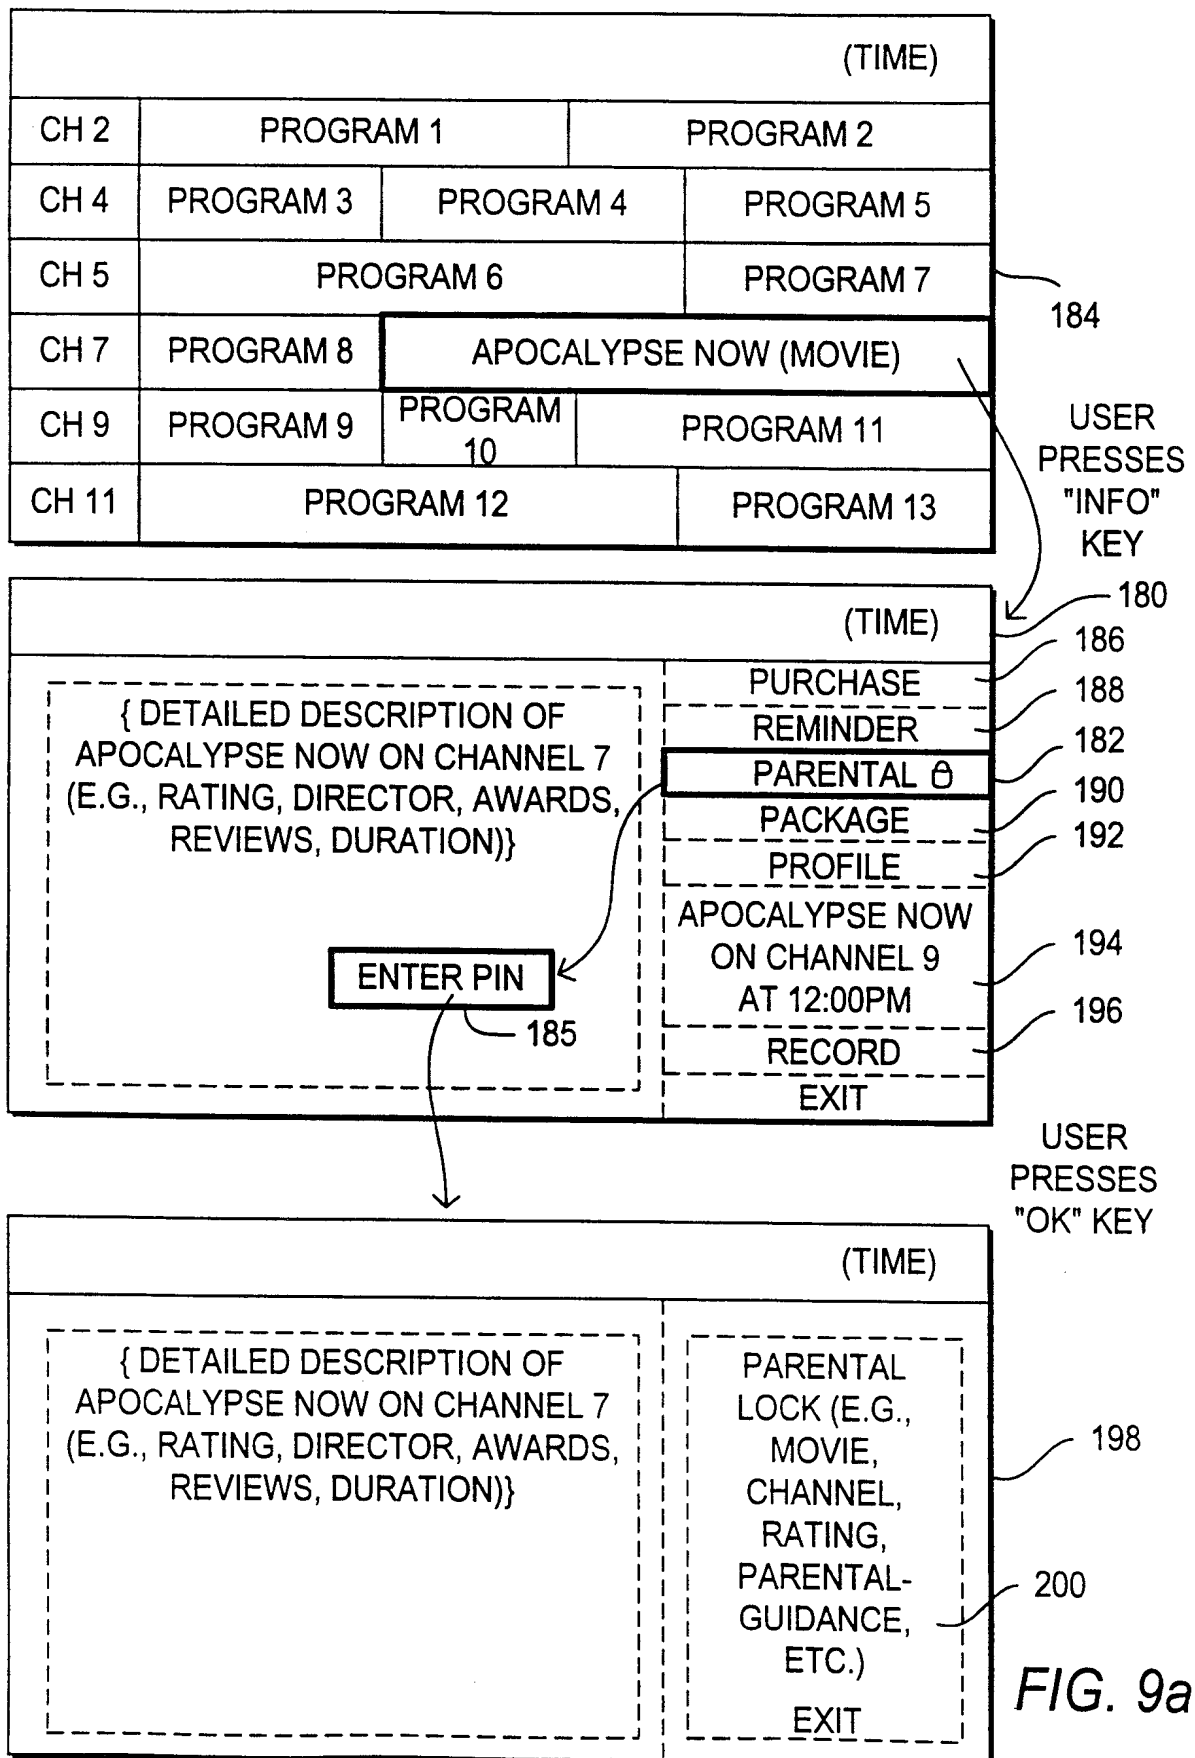 (TIME)
CH 2 PROGRAM 1 PROGRAM 2
CH 4 PROGRAM 3 PROGRAM 4 PROGRAM 5
CH 5 PROGRAM 6 PROGRAM 7
184
CH 7 PROGRAM 8 APOCALYPSE NOW (MOVIE)
CH 9 PROGRAM 9 PROGRAM
10 PROGRAM 11
CH 11 PROGRAM 12 PROGRAM 13
USER
PRESSES
"INFO"
KEY
(TIME)
180
{ DETAILED DESCRIPTION OF
APOCALYPSE NOW ON CHANNEL 7
(E.G., RATING, DIRECTOR, AWARDS,
REVIEWS, DURATION)}
ENTER PIN
185
PURCHASE 186
REMINDER 188
PARENTAL 182
PACKAGE 190
PROFILE 192
APOCALYPSE NOW
ON CHANNEL 9 194
AT 12:00PM
RECORD 196
EXIT
USER
PRESSES
"OK" KEY
(TIME)
{ DETAILED DESCRIPTION OF
APOCALYPSE NOW ON CHANNEL 7
(E.G., RATING, DIRECTOR, AWARDS,
REVIEWS, DURATION)}
PARENTAL
LOCK (E.G.,
MOVIE,
CHANNEL,
RATING,
PARENTAL-
GUIDANCE,
ETC.)
EXIT
198
200
FIG. 9a